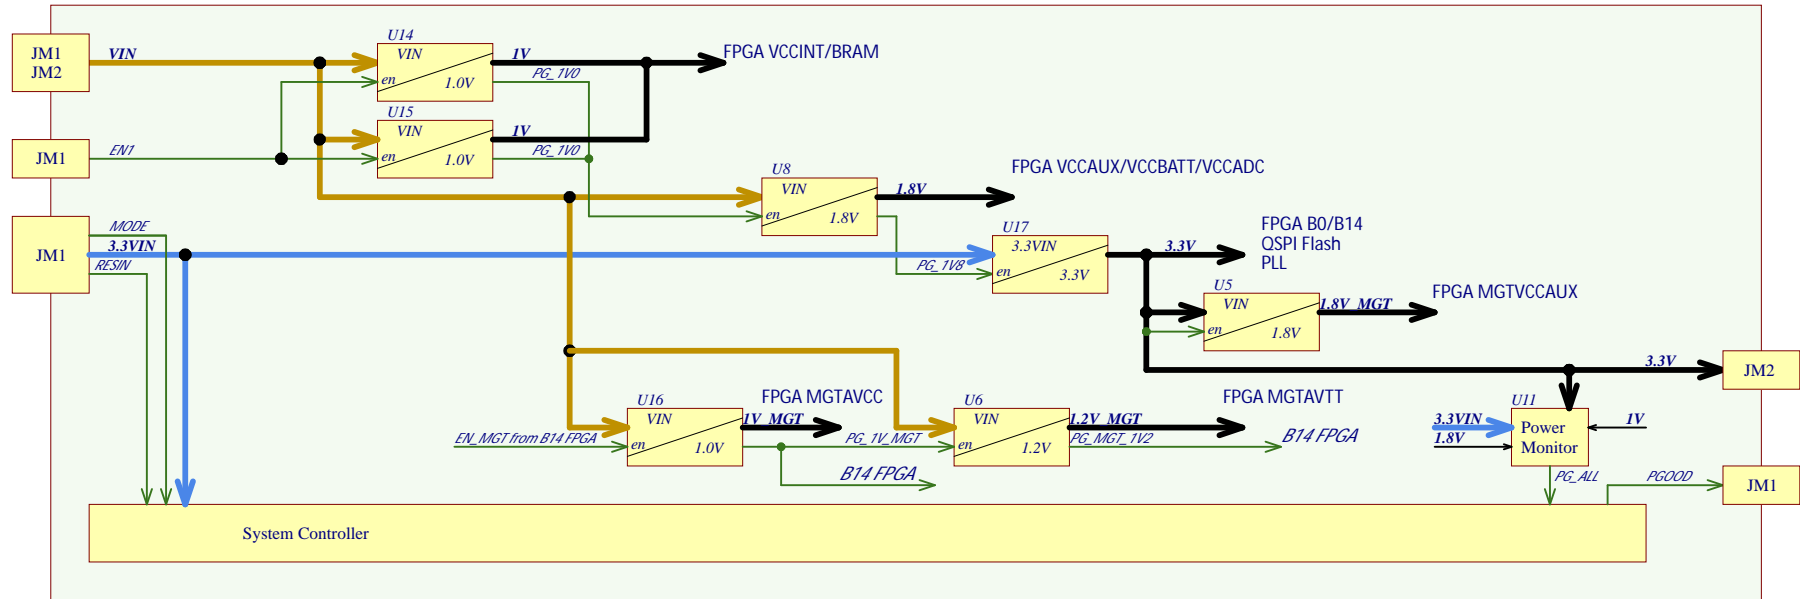 JM1
JM2
VIN
U14
VIN
en
1.0V
1V
PG_1V0
FPGA VCCINT/BRAM
JM1
EN1
U15
VIN
en
1.0V
1V
PG_1V0
U8
VIN
en
1.8V
1.8V
PG_1V8
FPGA VCCAUX/VCCBATT/VCCADC
JM1
MODE
3.3VIN
RESIN
U17
3.3VIN
en
3.3V
3.3V
FPGA B0/B14
QSPI Flash
PLL
U5
VIN
en
1.8V
1.8V_MGT
FPGA MGTVCCAUX
3.3V
JM2
EN_MGT from B14 FPGA
U16
VIN
en
1.0V
1V_MGT
FPGA MGTAVCC
PG_1V_MGT
B14 FPGA
U6
VIN
en
1.2V
1.2V_MGT
FPGA MGTAVTT
PG_MGT_1V2
B14 FPGA
3.3VIN
1.8V
U11
Power
Monitor
1V
PG_ALL
PGOOD
JM1
System Controller